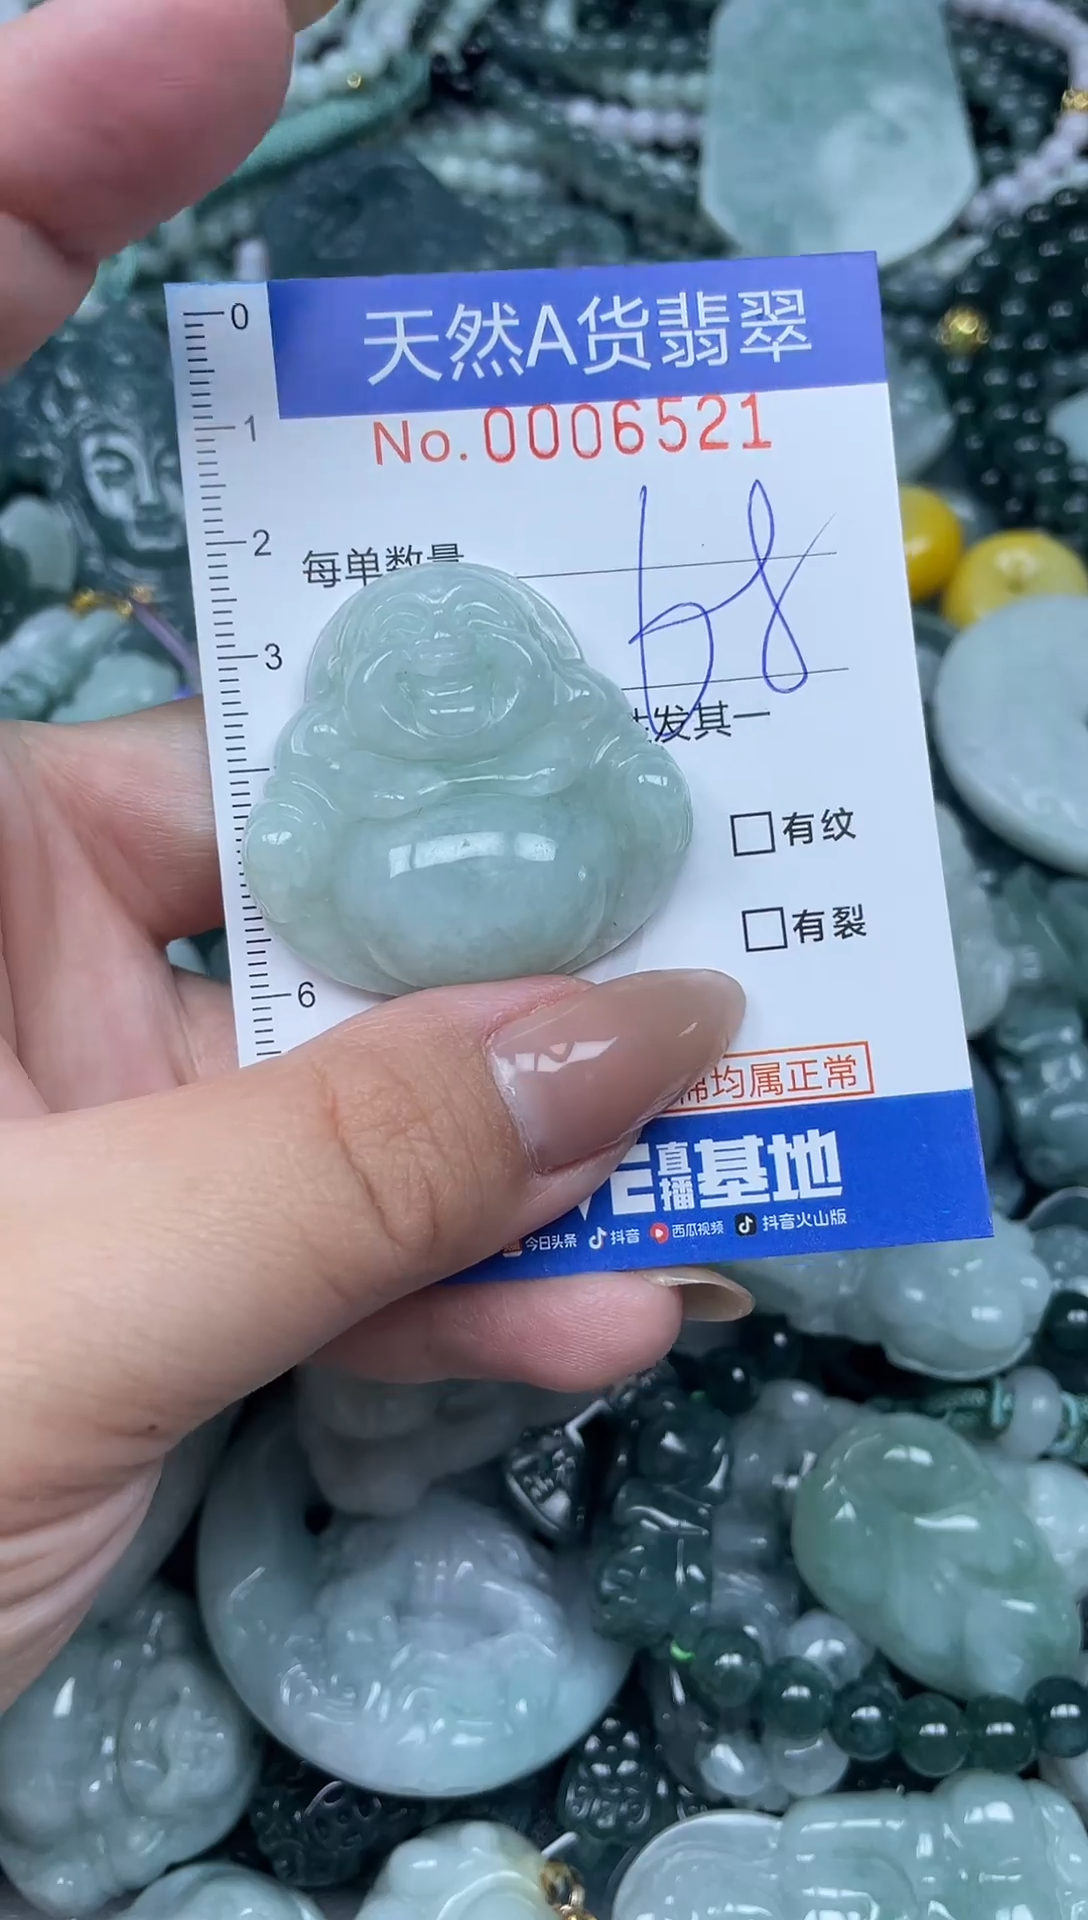 0
天然A货翡翠
1
No.0006521
2
每单数量
68
3
发其一
有纹
有裂
6
均属正常
直播基地
今日头条 抖音 西瓜视频 抖音火山版